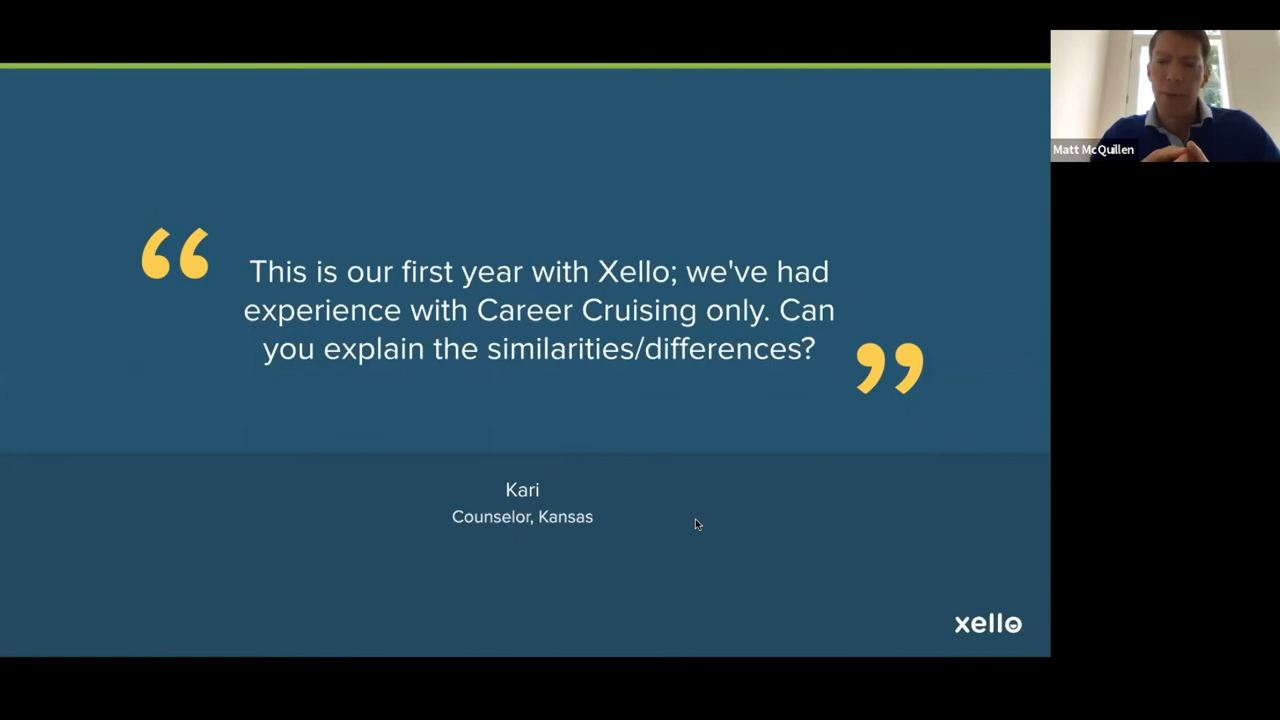 Matt McQuillen
“
This is our first year with Xello; we've had
experience with Career Cruising only. Can
you explain the similarities/differences?
”
Kari
Counselor, Kansas
xello